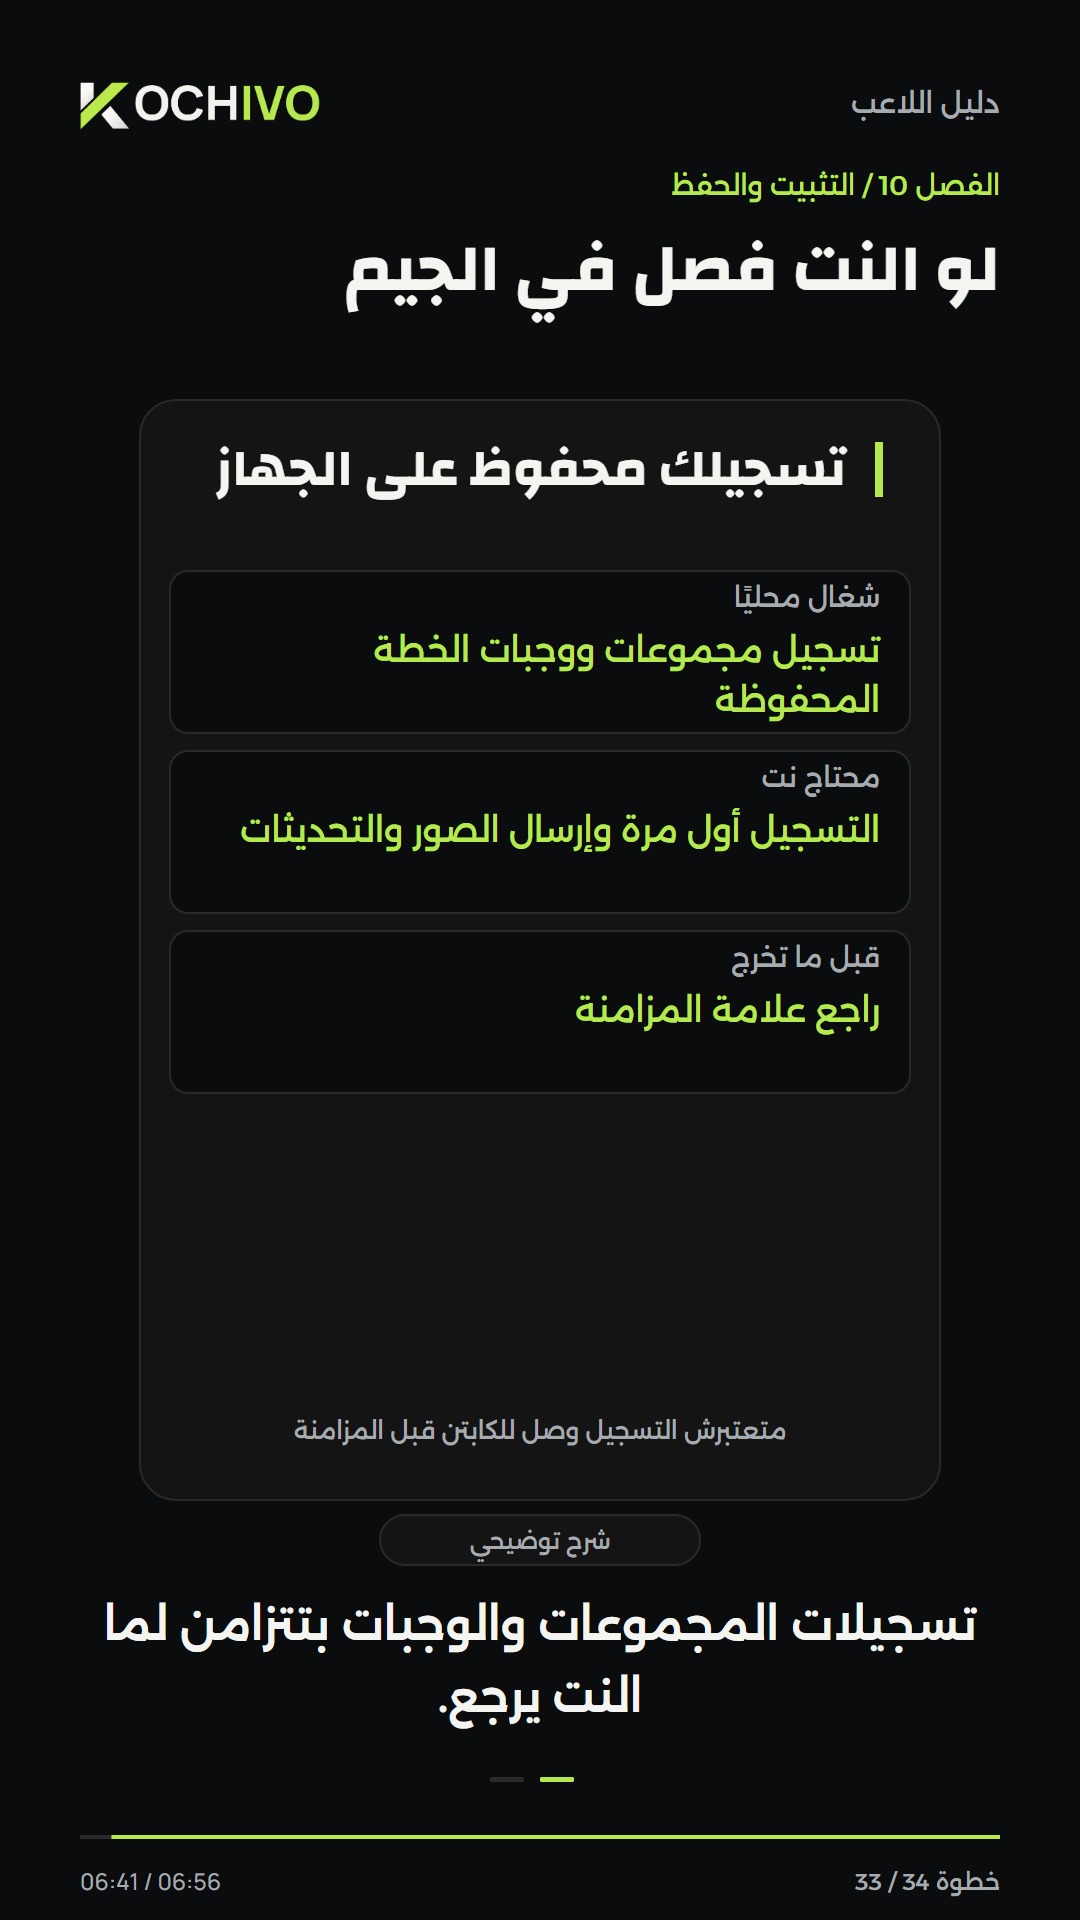 KOCHIVO
دليل اللاعب
الفصل 10 / التثبيت والحفظ
لو النت فصل في الجيم
تسجيلك محفوظ على الجهاز
شغال محليًا
تسجيل مجموعات ووجبات الخطة
المحفوظة
محتاج نت
التسجيل أول مرة وإرسال الصور والتحديثات
قبل ما تخرج
راجع علامة المزامنة
متعتبرش التسجيل وصل للكابتن قبل المزامنة
شرح توضيحي
تسجيلات المجموعات والوجبات بتتزامن لما
النت يرجع.
خطوة 34 / 33
06:41 / 06:56